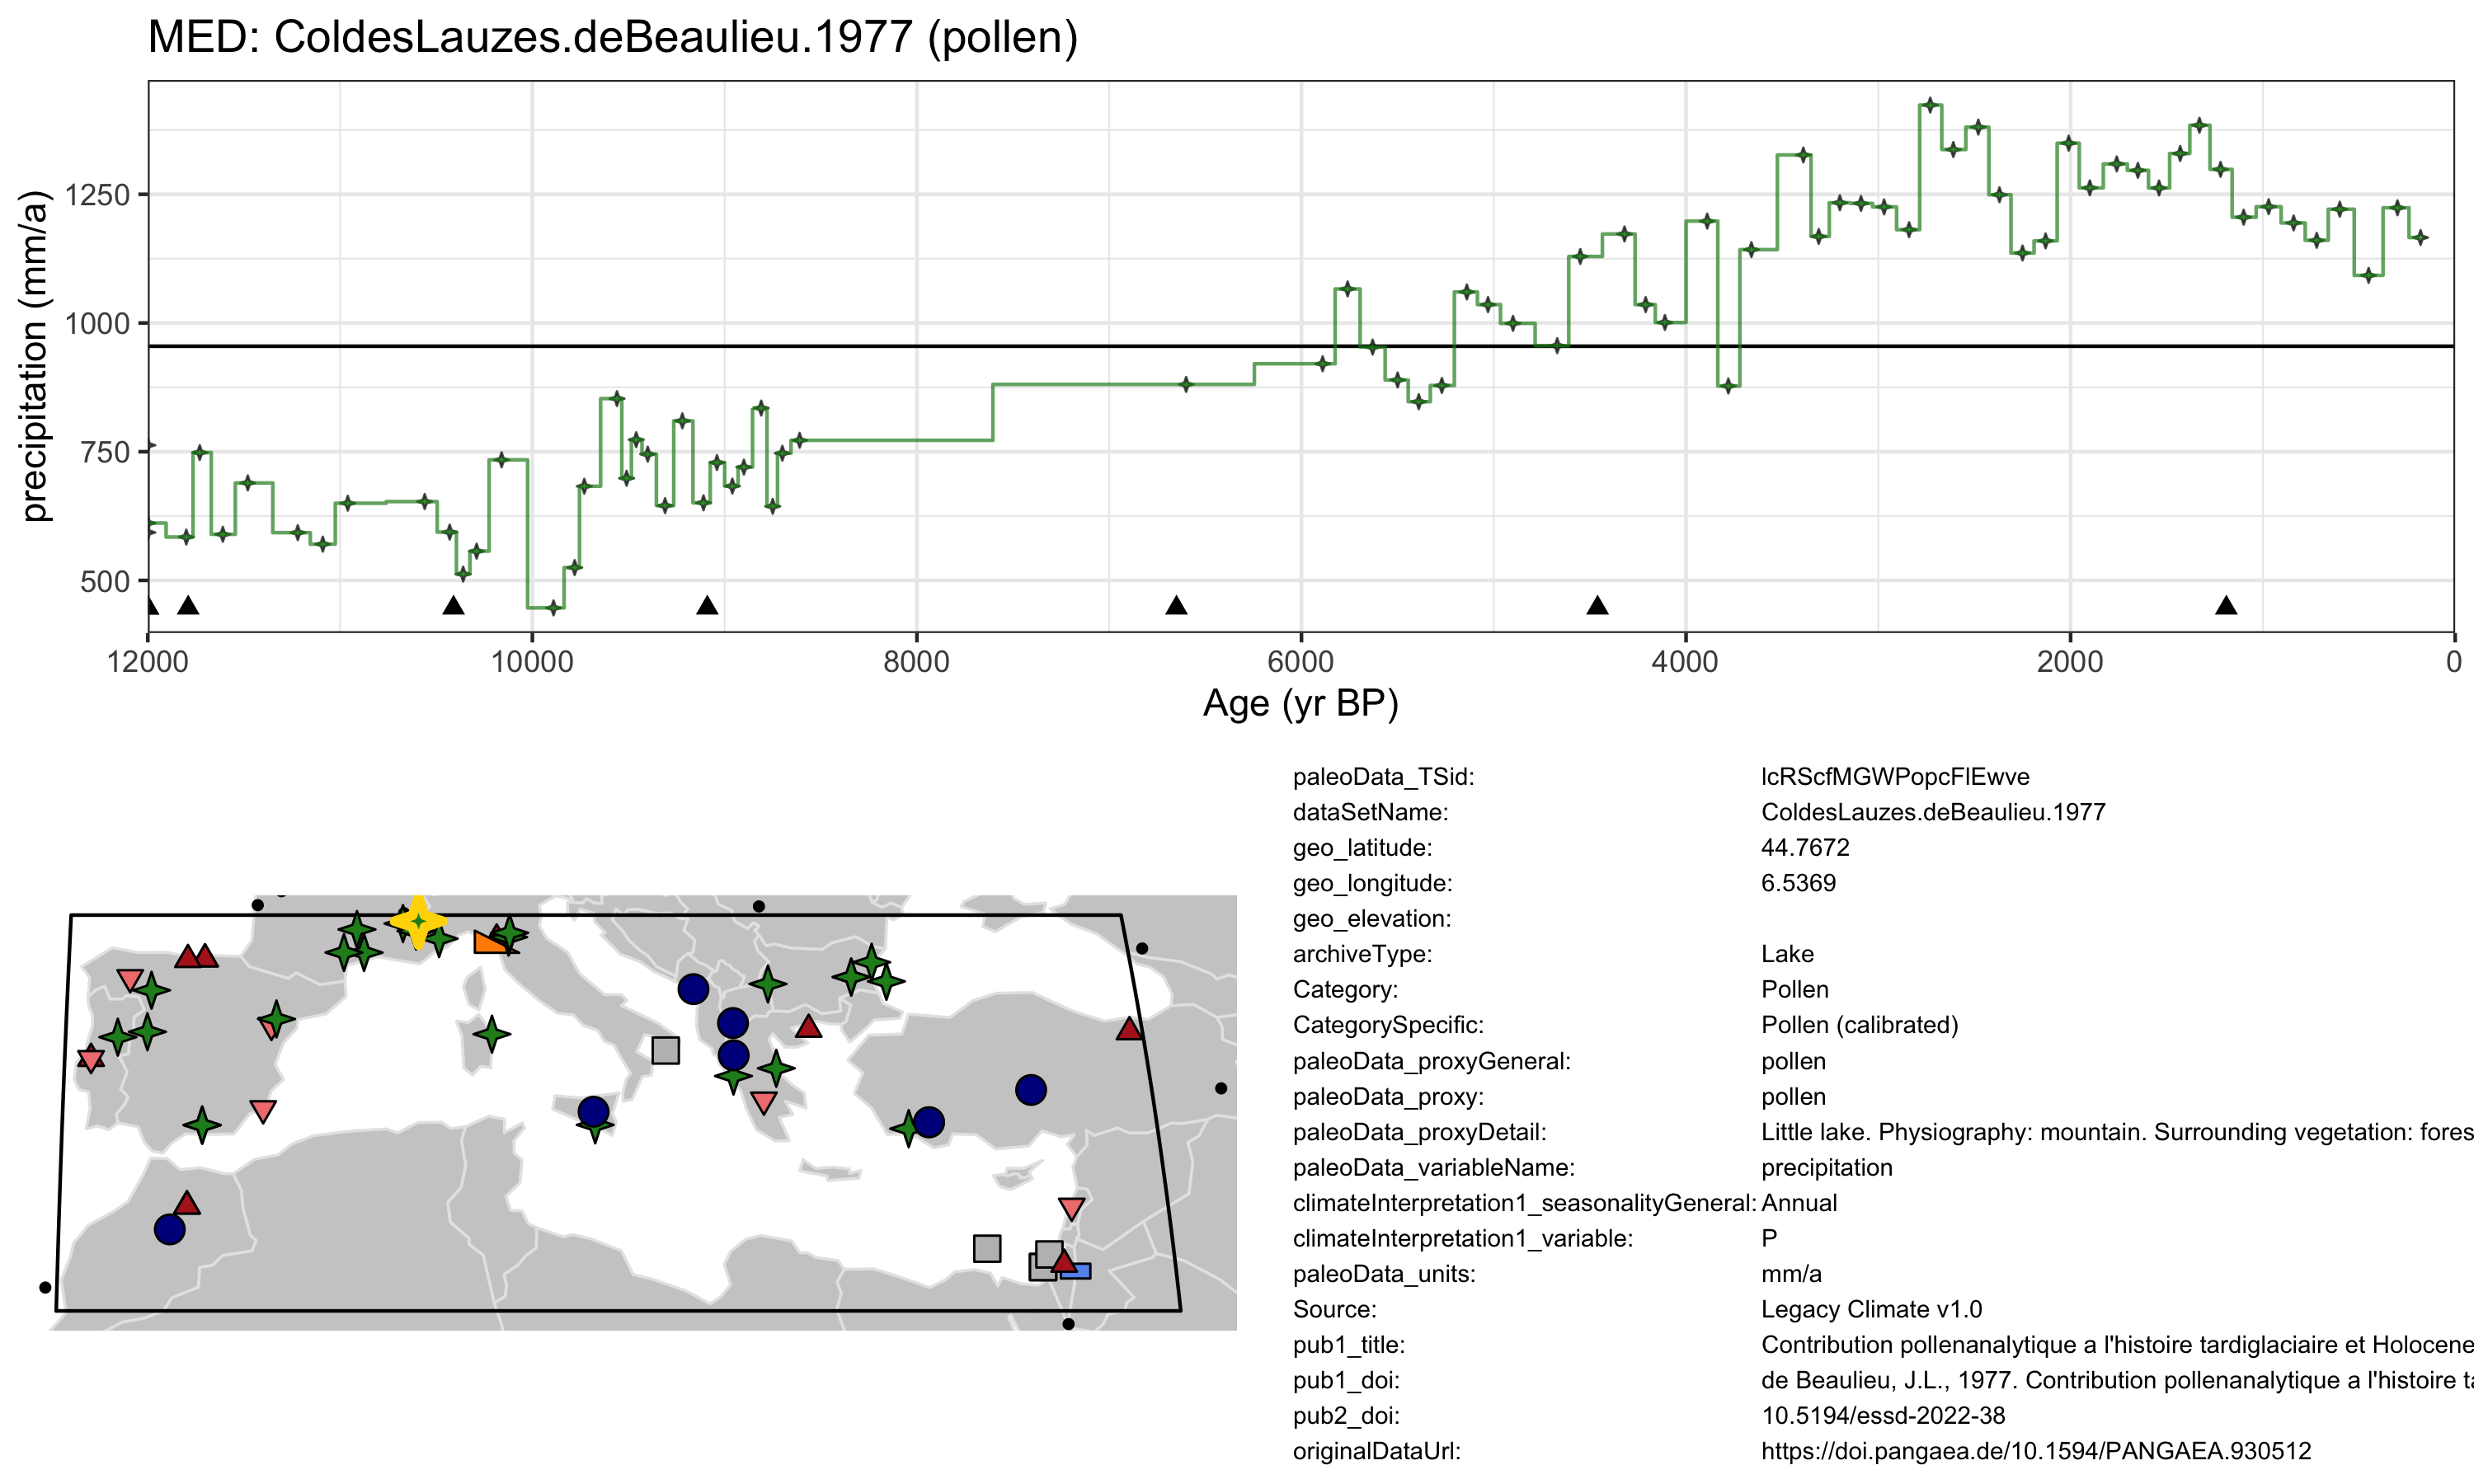 MED: ColdesLauzes.deBeaulieu.1977 (pollen)
precipitation (mm/a)
1250
1000
750
500
12000 10000 8000 6000 4000 2000 0
Age (yr BP)
paleoData_TSid: lcRScfMGWPopcFlEwve
dataSetName: ColdesLauzes.deBeaulieu.1977
geo_latitude: 44.7672
geo_longitude: 6.5369
geo_elevation:
archiveType: Lake
Category: Pollen
CategorySpecific: Pollen (calibrated)
paleoData_proxyGeneral: pollen
paleoData_proxy: pollen
paleoData_proxyDetail: Little lake. Physiography: mountain. Surrounding vegetation: fores
paleoData_variableName: precipitation
climateInterpretation1_seasonalityGeneral: Annual
climateInterpretation1_variable: P
paleoData_units: mm/a
Source: Legacy Climate v1.0
pub1_title: Contribution pollenanalytique a l'histoire tardiglaciaire et Holocene
pub1_doi: de Beaulieu, J.L., 1977. Contribution pollenanalytique a l'histoire ta
pub2_doi: 10.5194/essd-2022-38
originalDataUrl: https://doi.pangaea.de/10.1594/PANGAEA.930512